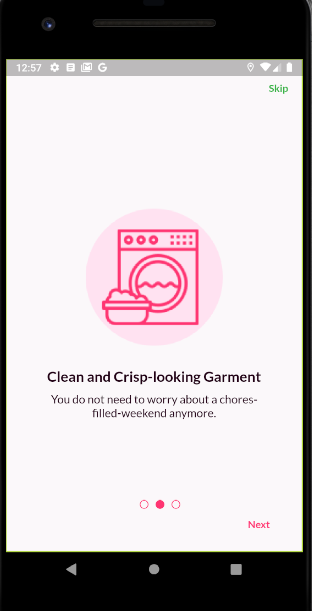 12:57
Skip
Clean and Crisp-looking Garment
You do not need to worry about a chores-
filled-weekend anymore.
Next